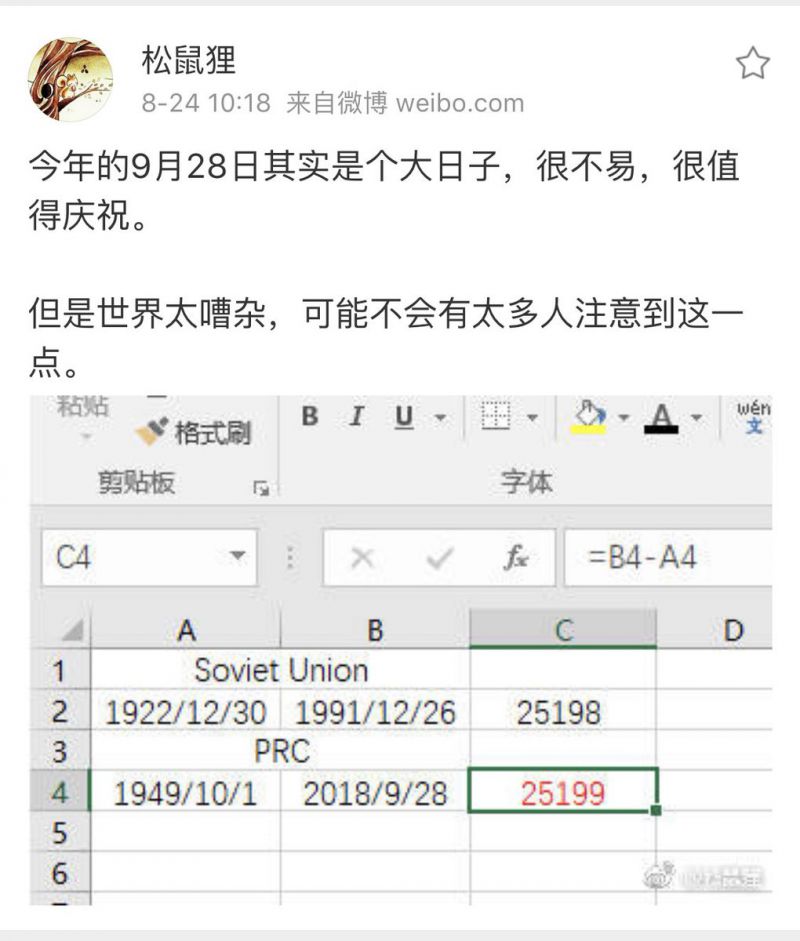 松鼠狸
8-24 10:18 来自微博 weibo.com
今年的9月28日其实是个大日子，很不易，很值
得庆祝。
但是世界太嘈杂，可能不会有太多人注意到这一
点。
粘贴
格式刷
B I U A wén 文
剪贴板 字体
C4 fx =B4-A4
A B C D
1 Soviet Union
2 1922/12/30 1991/12/26 25198
3 PRC
4 1949/10/1 2018/9/28 25199
5
6